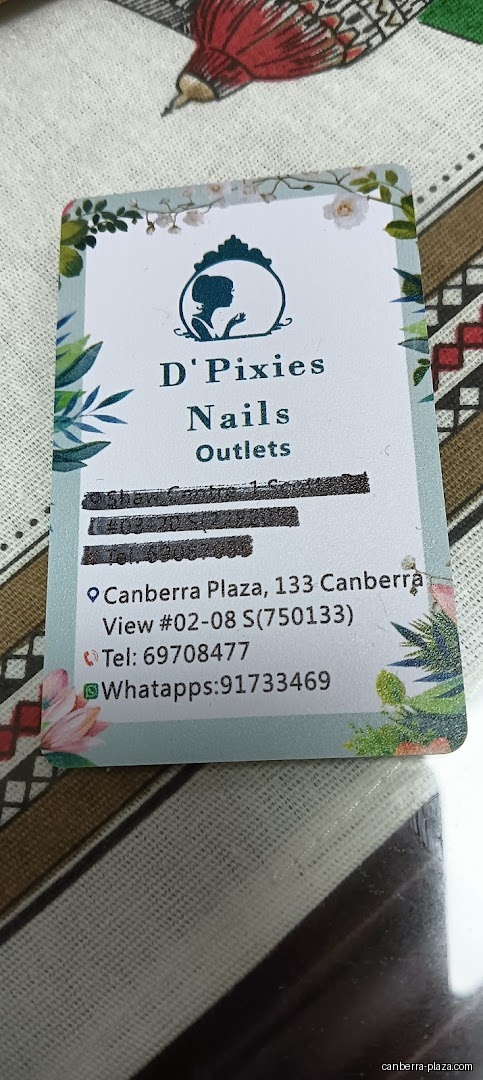 D'Pixies
Nails
Outlets
Canberra Plaza, 133 Canberra
View #02-08 S(750133)
Tel: 69708477
Whatapps:91733469
canberra-plaza.com